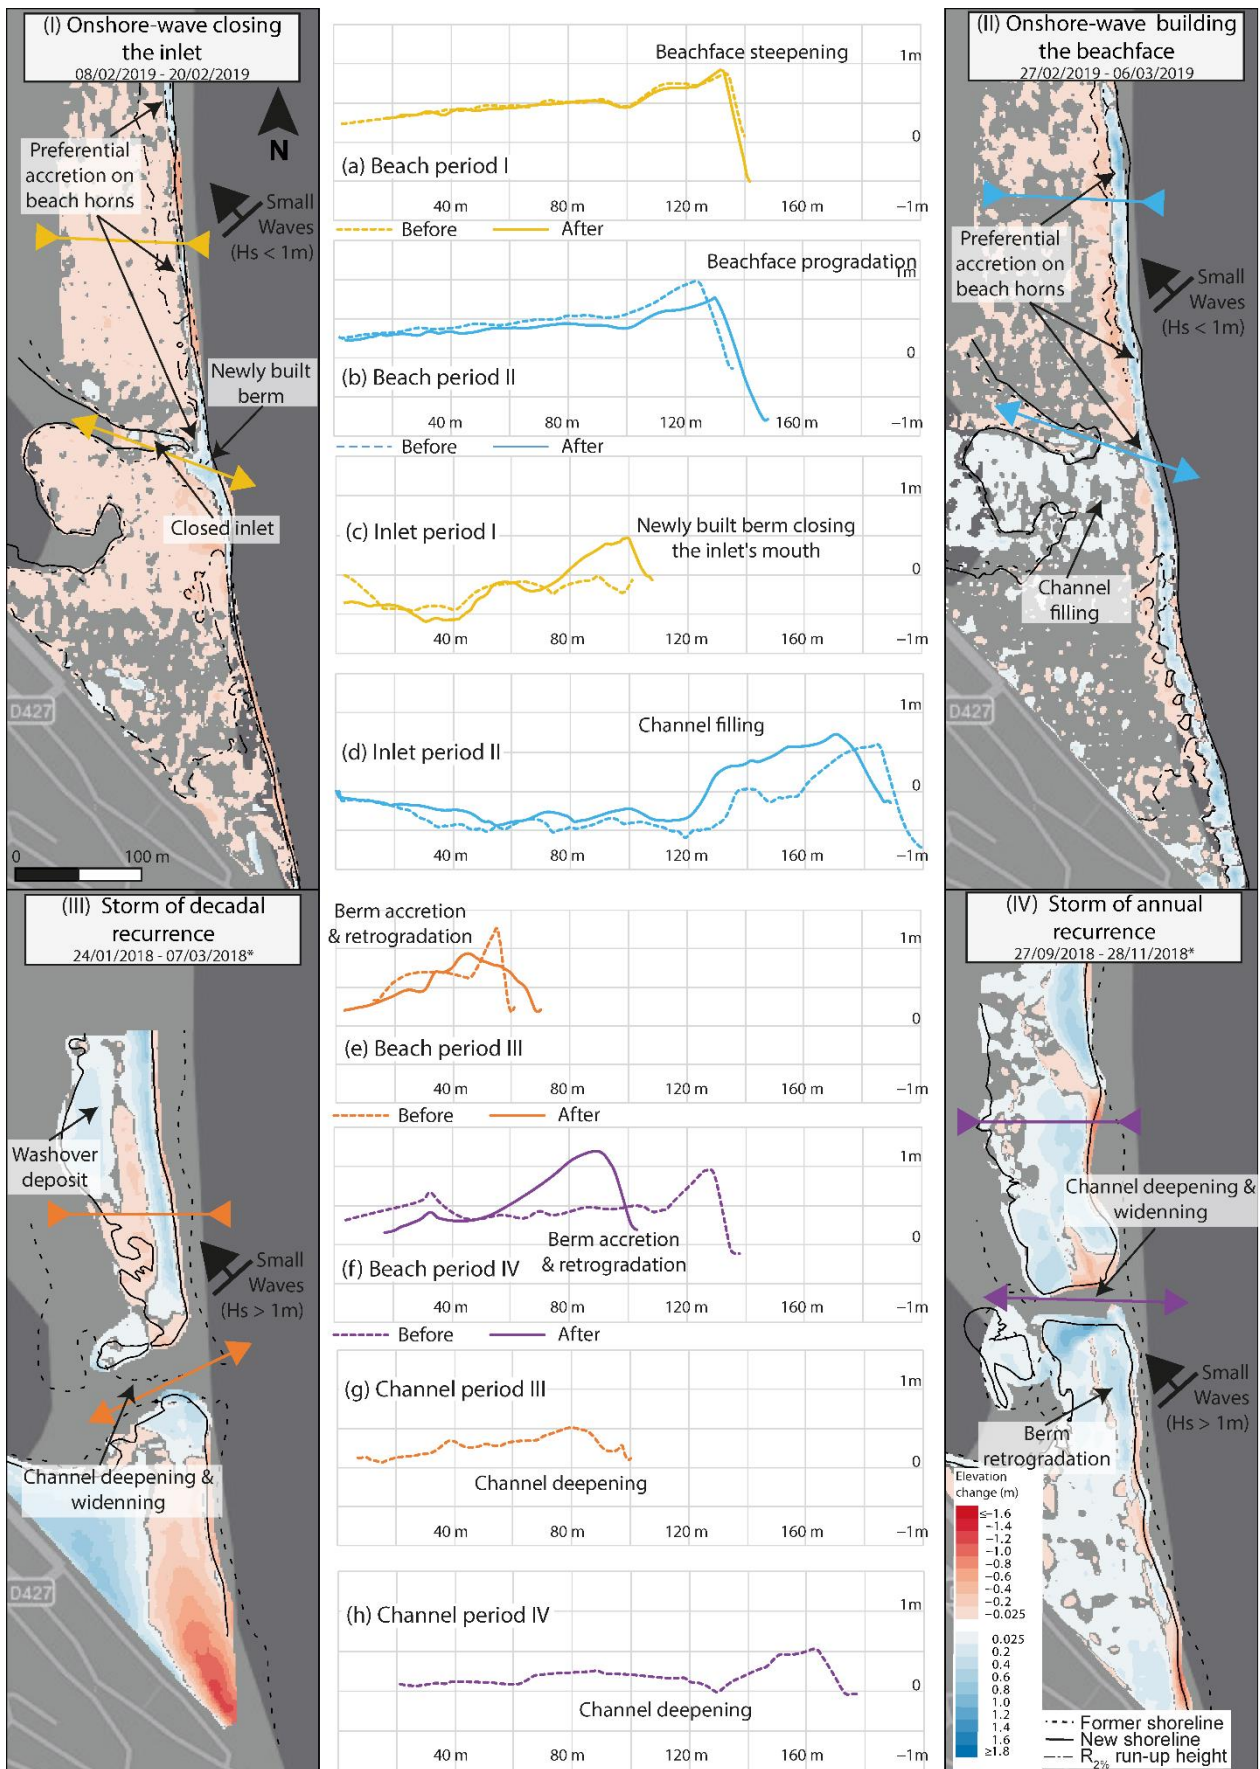 (I) Onshore-wave closing
the inlet
08/02/2019 - 20/02/2019
N
Preferential
accretion on
beach horns
Small
Waves
(Hs < 1m)
Newly built
berm
Closed inlet
D427
0 100 m
Beachface steepening
1m
0
(a) Beach period I
40 m 80 m 120 m 160 m −1m
Before After
Beachface progradation
1m
0
(b) Beach period II
40 m 80 m 120 m 160 m −1m
Before After
1m
(c) Inlet period I
Newly built berm closing
the inlet's mouth
0
40 m 80 m 120 m 160 m −1m
1m
Channel filling
(d) Inlet period II
0
40 m 80 m 120 m 160 m −1m
(II) Onshore-wave building
the beachface
27/02/2019 - 06/03/2019
Preferential
accretion on
beach horns
Small
Waves
(Hs < 1m)
Channel
filling
D427
(III) Storm of decadal
recurrence
24/01/2018 - 07/03/2018*
Washover
deposit
Small
Waves
(Hs > 1m)
Channel deepening &
widenning
D427
Berm accretion
& retrogradation
1m
0
(e) Beach period III
40 m 80 m 120 m 160 m −1m
Before After
1m
0
Berm accretion
& retrogradation
(f) Beach period IV
40 m 80 m 120 m 160 m −1m
Before After
1m
(g) Channel period III
0
Channel deepening
40 m 80 m 120 m 160 m −1m
1m
(h) Channel period IV
0
Channel deepening
40 m 80 m 120 m 160 m −1m
(IV) Storm of annual
recurrence
27/09/2018 - 28/11/2018*
Channel deepening &
widenning
Small
Waves
(Hs > 1m)
Berm
retrogradation
Elevation
change (m)
≤−1.6
−1.4
−1.0
−0.8
−0.6
−0.4
−0.2
−0.025
0.025
0.2
0.4
0.6
0.8
1.0
1.2
1.4
1.6
≥1.8
Former shoreline
New shoreline
R2% run-up height